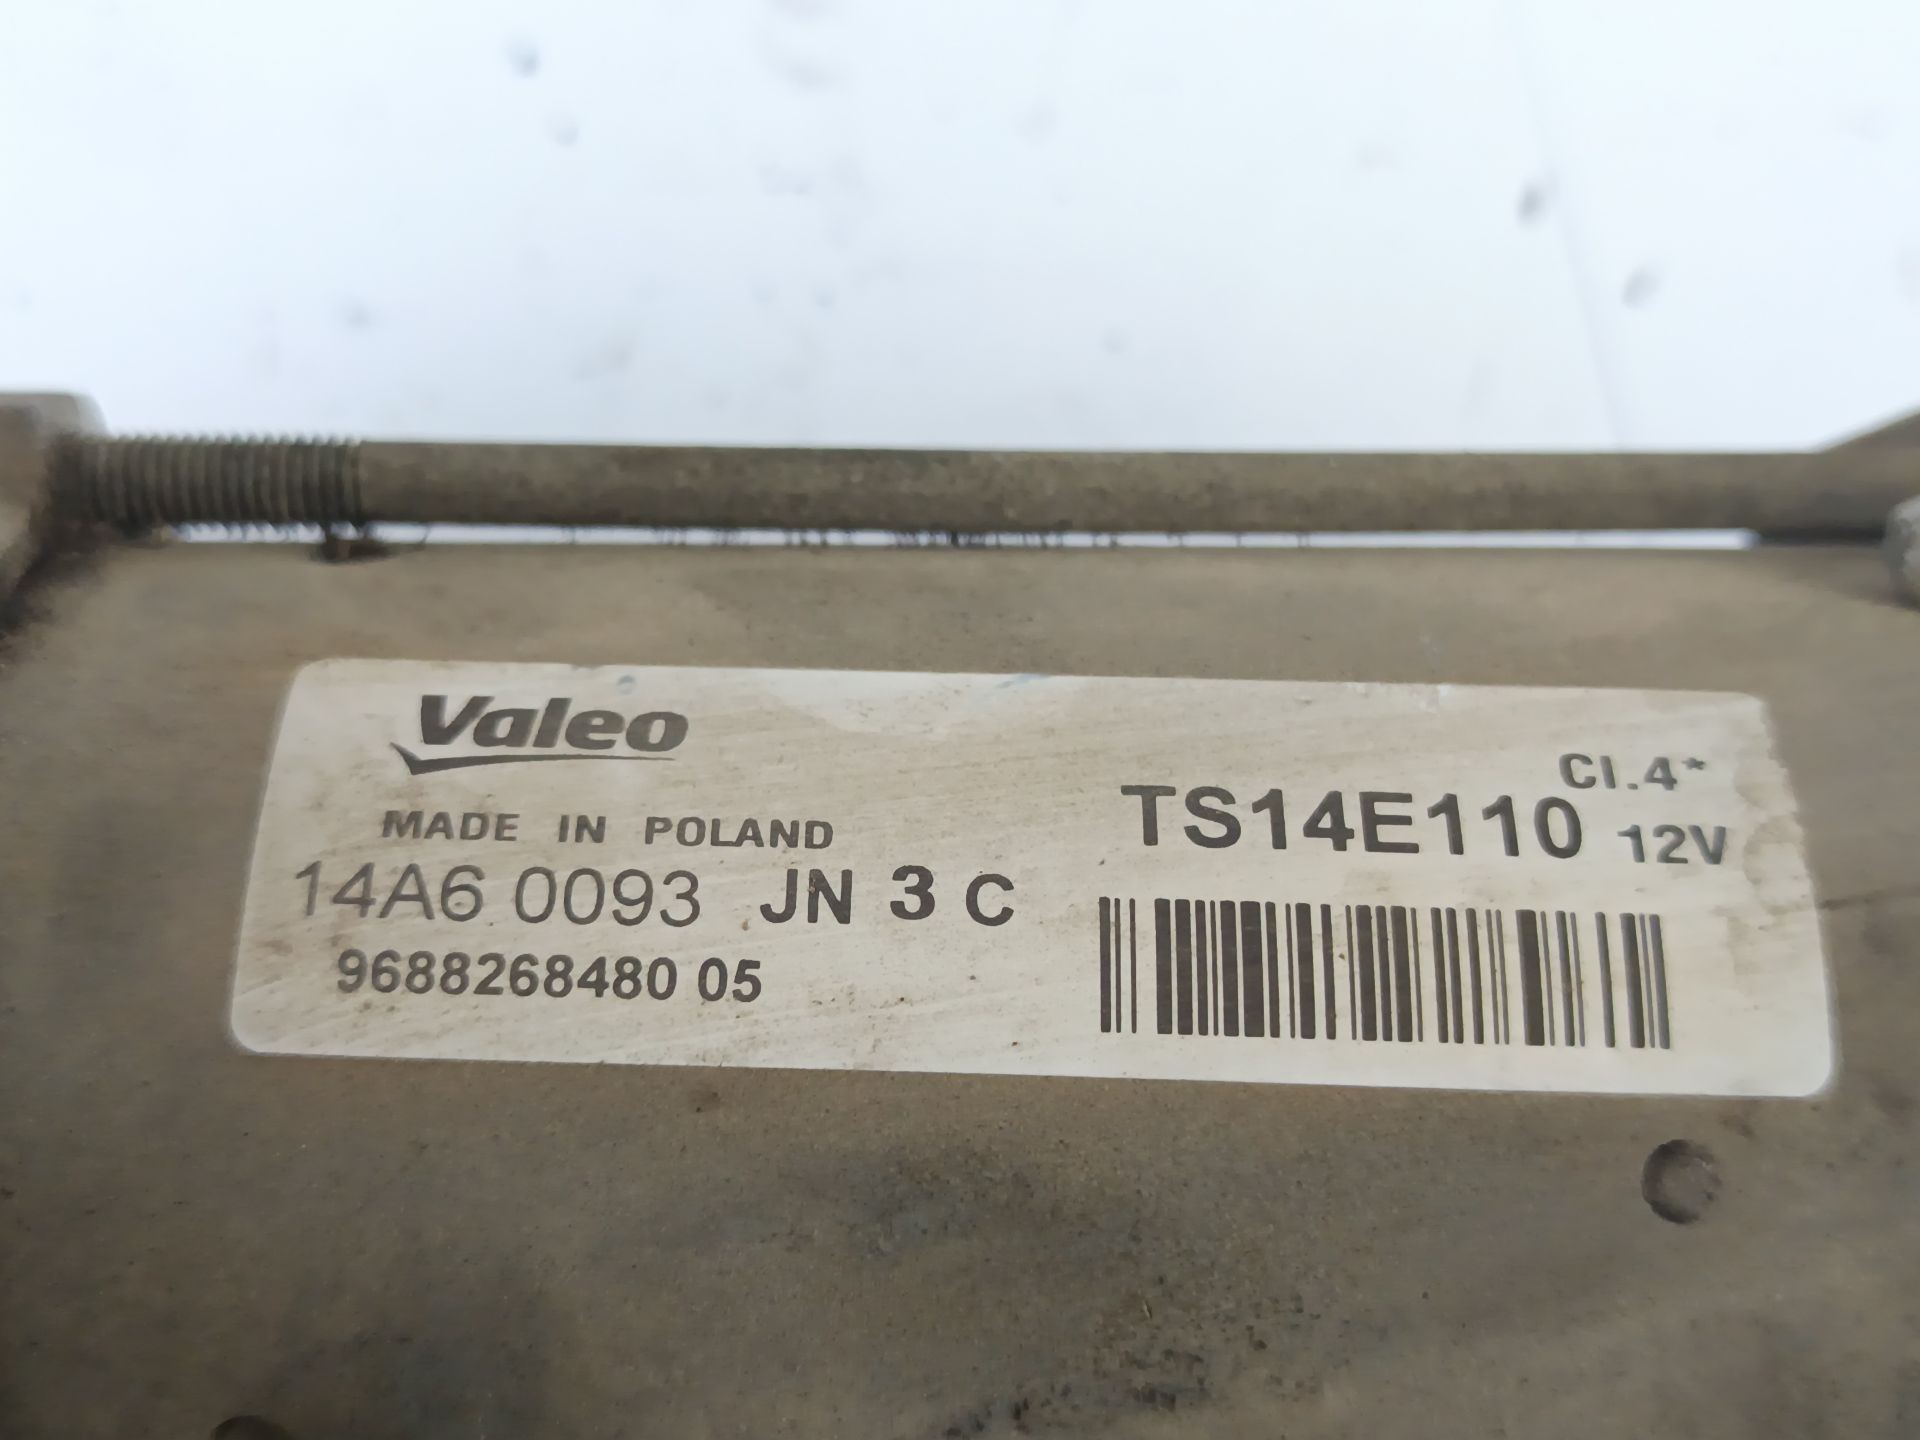 Valeo
MADE IN POLAND
14A6 0093 JN 3 C
9688268480 05
CI.4*
TS14E110 12V